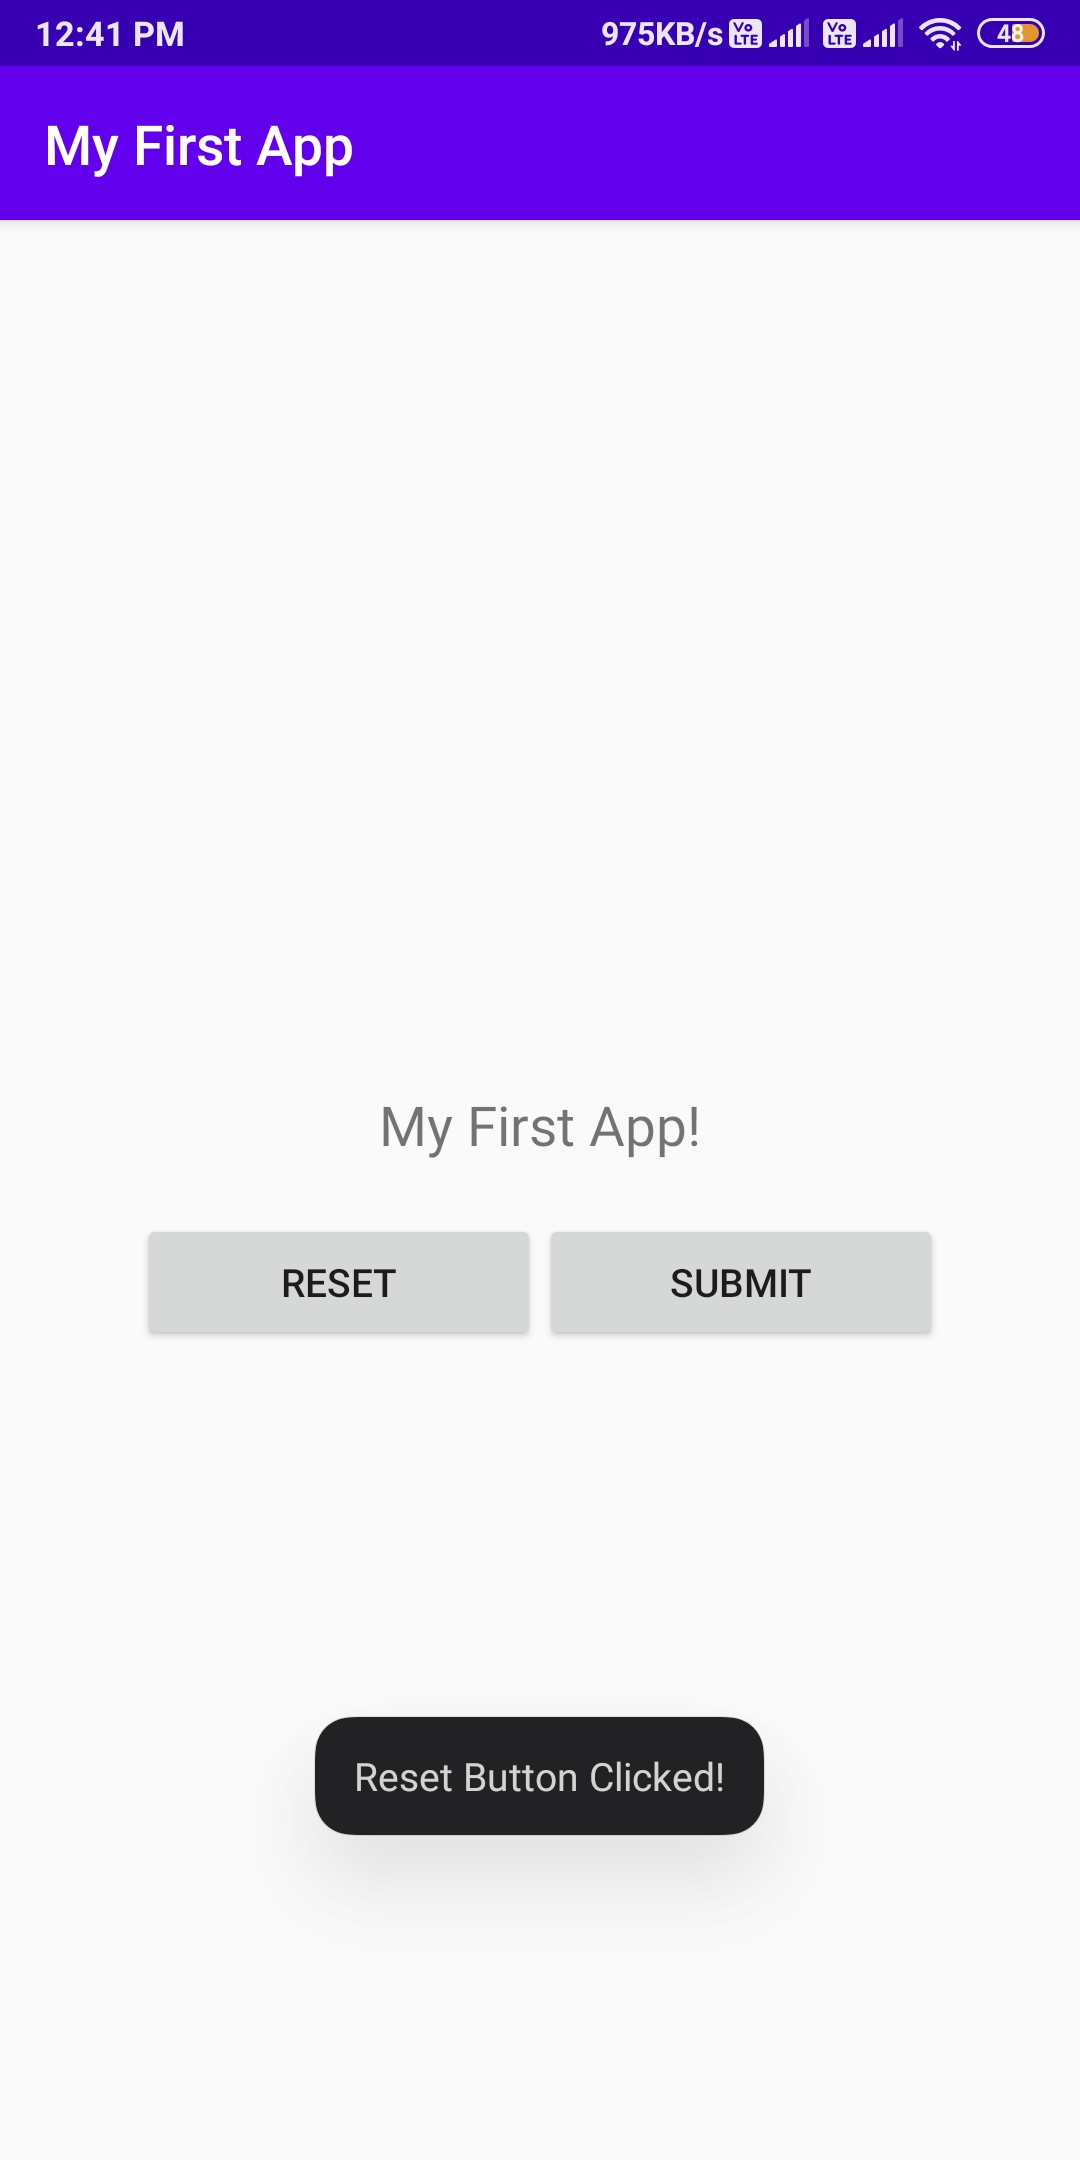 12:41 PM 975KB/s Vo LTE Vo LTE 48
My First App
My First App!
RESET SUBMIT
Reset Button Clicked!